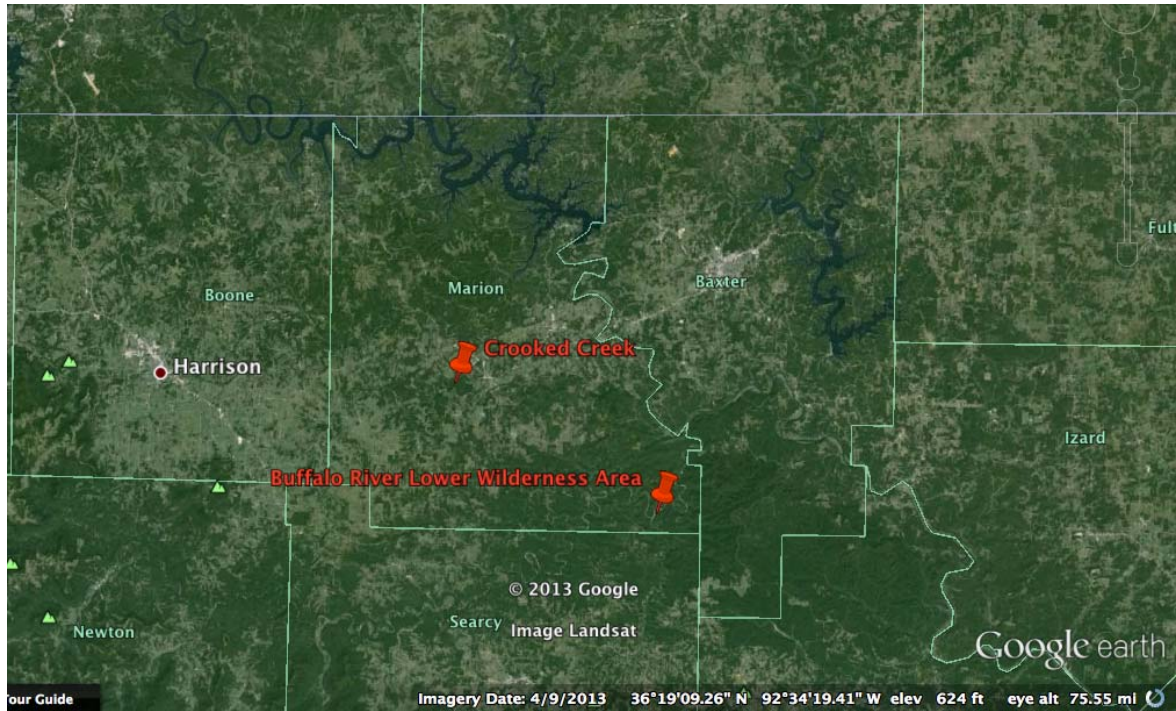 Fult
Boone
Marion
Baxter
Crooked Creek
Harrison
Izard
Buffalo River Lower Wilderness Area
© 2013 Google
Searcy
Image Landsat
Newton
Google earth
Tour Guide
Imagery Date: 4/9/2013 36°19'09.26" N 92°34'19.41" W elev 624 ft eye alt 75.55 mi